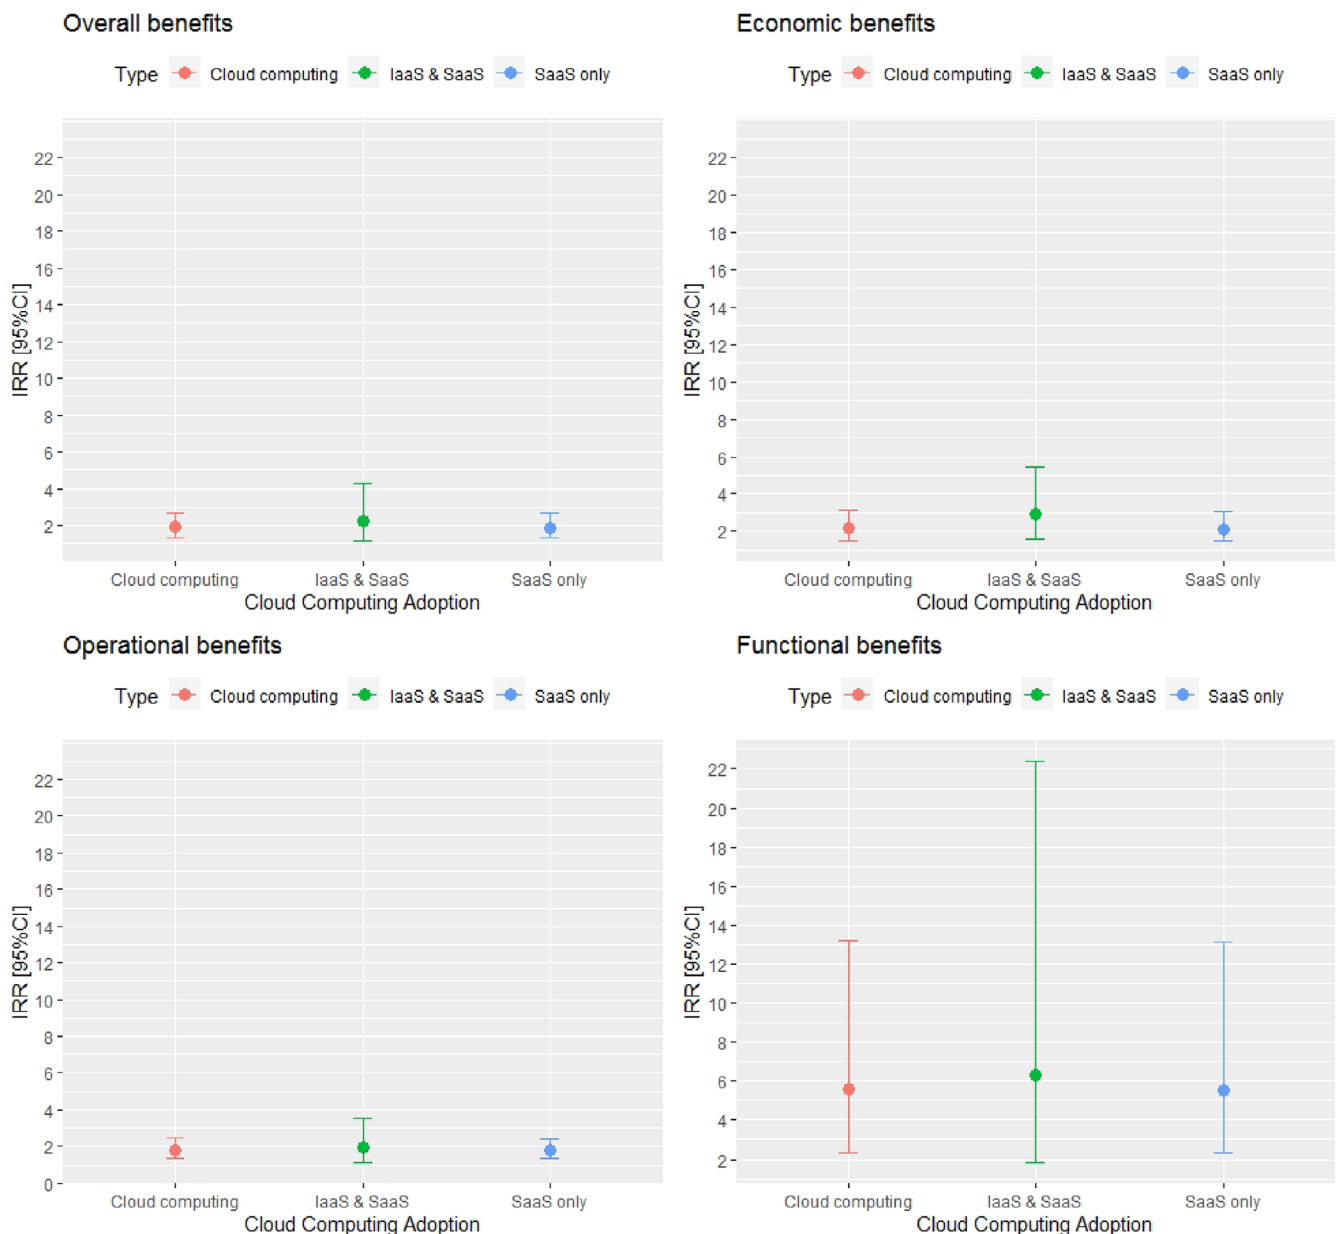 Overall benefits
Type Cloud computing IaaS & SaaS SaaS only
IRR [95%CI]
22
20
18
16
14
12
10
8
6
4
2
Cloud computing IaaS & SaaS SaaS only
Cloud Computing Adoption
Economic benefits
Type Cloud computing IaaS & SaaS SaaS only
IRR [95%CI]
22
20
18
16
14
12
10
8
6
4
2
Cloud computing IaaS & SaaS SaaS only
Cloud Computing Adoption
Operational benefits
Type Cloud computing IaaS & SaaS SaaS only
IRR [95%CI]
22
20
18
16
14
12
10
8
6
4
2
0
Cloud computing IaaS & SaaS SaaS only
Cloud Computing Adoption
Functional benefits
Type Cloud computing IaaS & SaaS SaaS only
IRR [95%CI]
22
20
18
16
14
12
10
8
6
4
2
Cloud computing IaaS & SaaS SaaS only
Cloud Computing Adoption